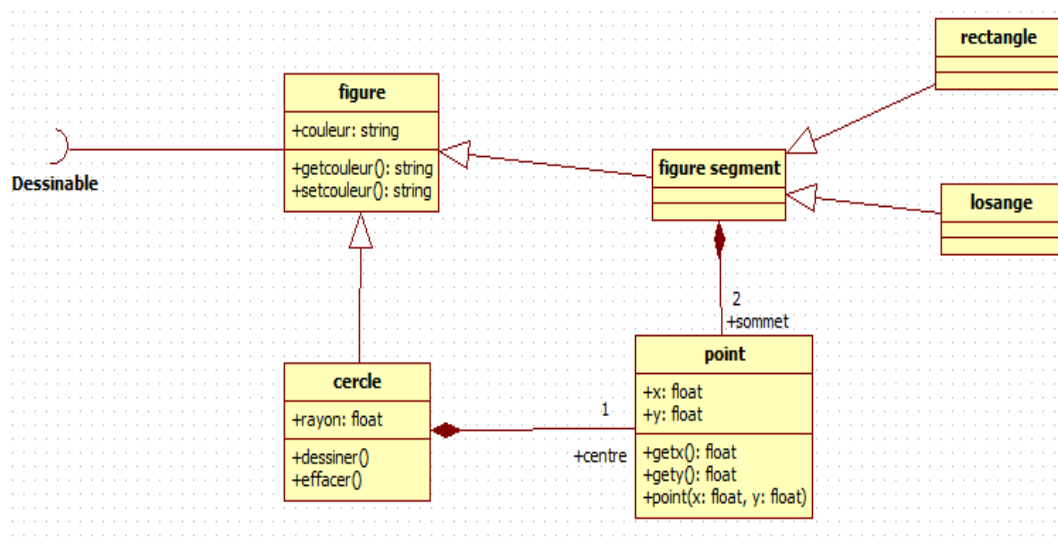 rectangle
figure
+couleur: string
+getcouleur(): string
+setcouleur(): string
Dessinable
figure segment
losange
2
+sommet
point
+x: float
+y: float
+getx(): float
+gety(): float
+point(x: float, y: float)
cercle
+rayon: float
+dessiner()
+effacer()
1
+centre